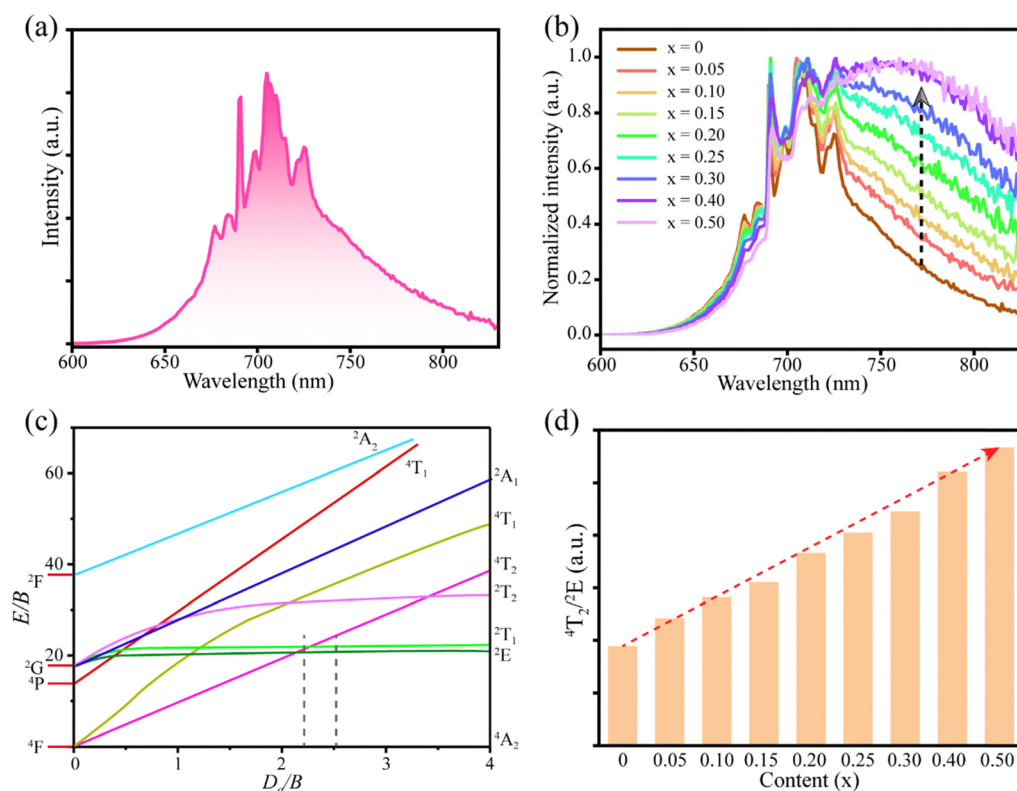 (a)
Intensity (a.u.)
600 650 700 750 800
Wavelength (nm)
(b)
Normalized intensity (a.u.)
1.0
0.8
0.6
0.4
0.2
0.0
x = 0
x = 0.05
x = 0.10
x = 0.15
x = 0.20
x = 0.25
x = 0.30
x = 0.40
x = 0.50
600 650 700 750 800
Wavelength (nm)
(c)
E/B
60
40
20
²F
²G
⁴P
⁴F
²A₂
⁴T₁
²A₁
⁴T₁
⁴T₂
²T₂
²T₁
²E
⁴A₂
0 1 2 3 4
D_q/B
(d)
⁴T₂/²E (a.u.)
0 0.05 0.10 0.15 0.20 0.25 0.30 0.40 0.50
Content (x)